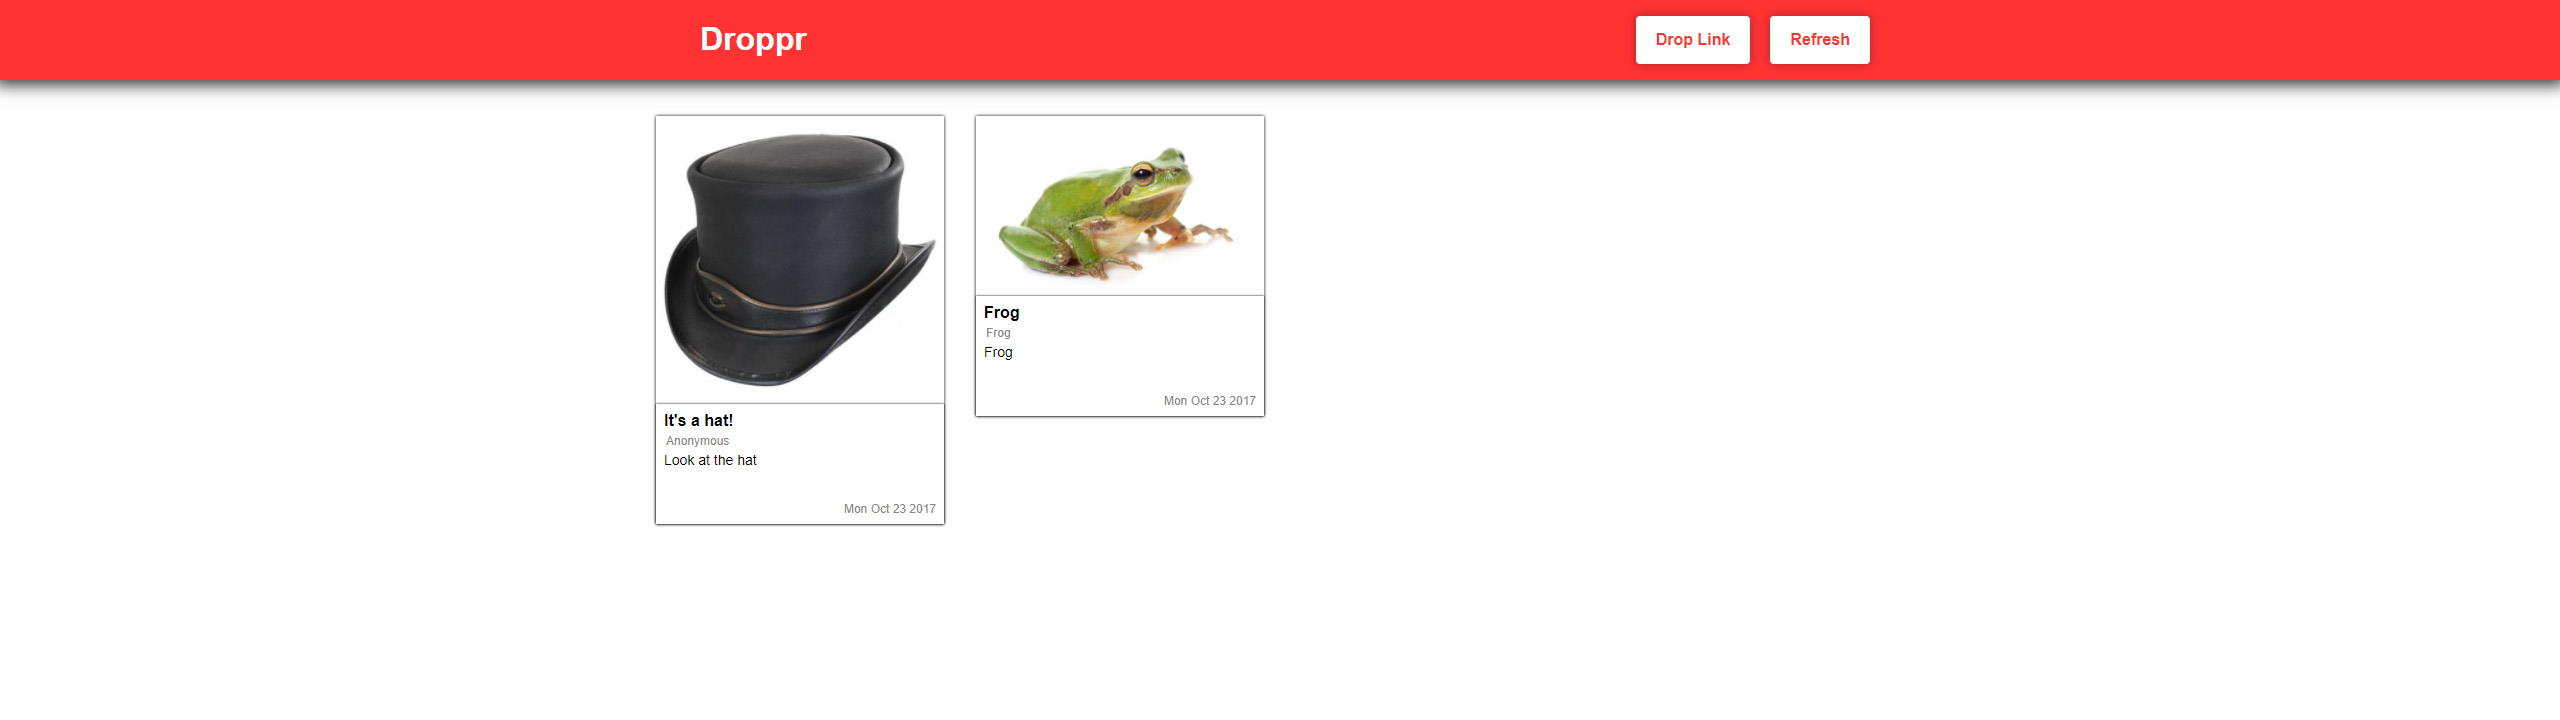 Droppr
Drop Link
Refresh
It's a hat!
Anonymous
Look at the hat
Mon Oct 23 2017
Frog
Frog
Frog
Mon Oct 23 2017